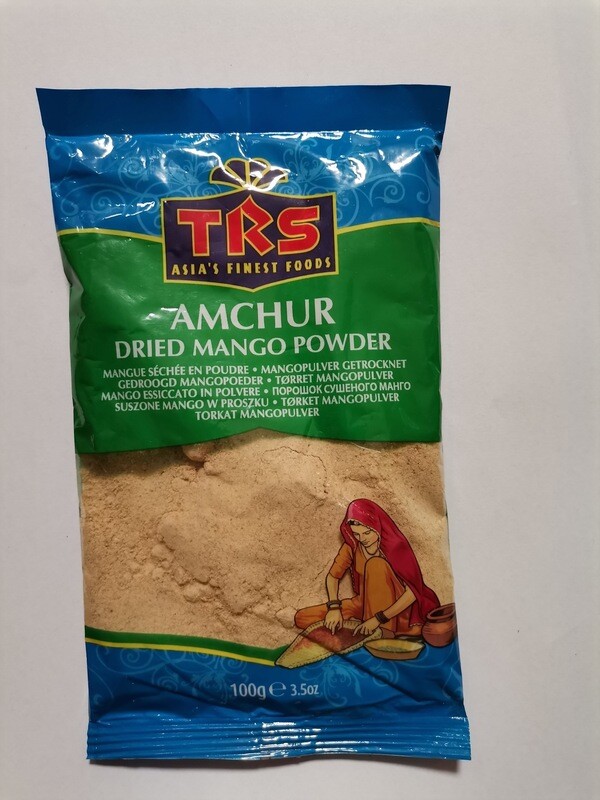 TRS
ASIA'S FINEST FOODS
AMCHUR
DRIED MANGO POWDER
MANGUE SÉCHÉE EN POUDRE • MANGOPULVER GETROCKNET
GEDROOGD MANGOPOEDER • TØRRET MANGOPULVER
MANGO ESSICCATO IN POLVERE • ПОРОШОК СУШЕНОГО МАНГО
SUSZONE MANGO W PROSZKU • TØRKET MANGOPULVER
TORKAT MANGOPULVER
100g ℮ 3.5oz